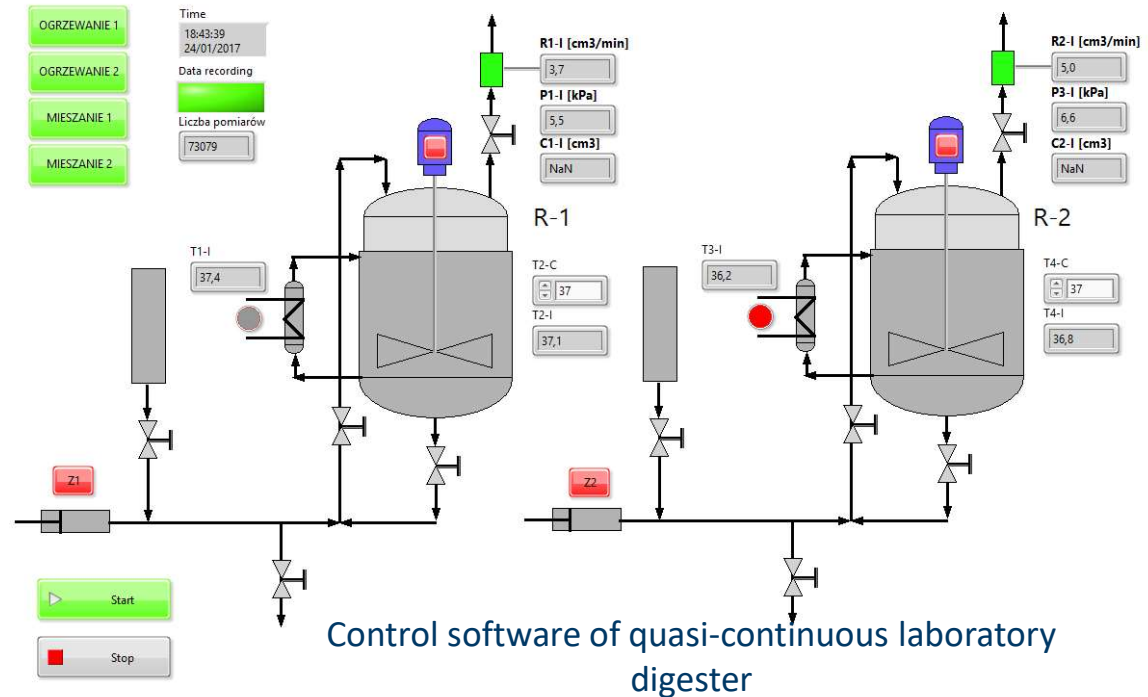 OGRZEWANIE 1
OGRZEWANIE 2
MIESZANIE 1
MIESZANIE 2
Time
18:43:39
24/01/2017
Data recording
Liczba pomiarów
73079
R1-I [cm3/min]
3,7
P1-I [kPa]
5,5
C1-I [cm3]
NaN
R-1
T1-I
37,4
T2-C
37
T2-I
37,1
Z1
R2-I [cm3/min]
5,0
P3-I [kPa]
6,6
C2-I [cm3]
NaN
R-2
T3-I
36,2
T4-C
37
T4-I
36,8
Z2
Start
Stop
Control software of quasi-continuous laboratory
digester